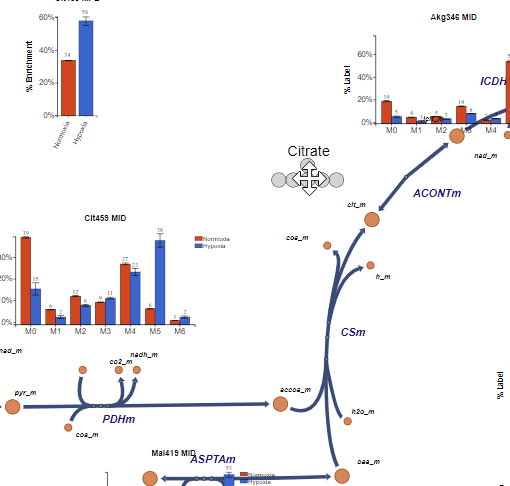 Akg346 MID
60%
40%
20%
0%
% Enrichment
34
58
Normoxia
Hypoxia
% Label
60%
40%
20%
0%
19
5
4
5
14
8
M0
M1
M2
M3
M4
ICDH
nad_m
Citrate
ACONTm
cit_m
coa_m
h_m
CSm
Cit459 MID
Normoxia
Hypoxia
30%
20%
10%
0%
39
15
6
2
12
8
9
11
27
23
6
38
1
2
M0
M1
M2
M3
M4
M5
M6
nad_m
co2_m
nadh_m
pyr_m
PDHm
coa_m
accoa_m
h2o_m
oaa_m
% Label
Mal419 MID
ASPTAm
53
Normoxia
Hypoxia